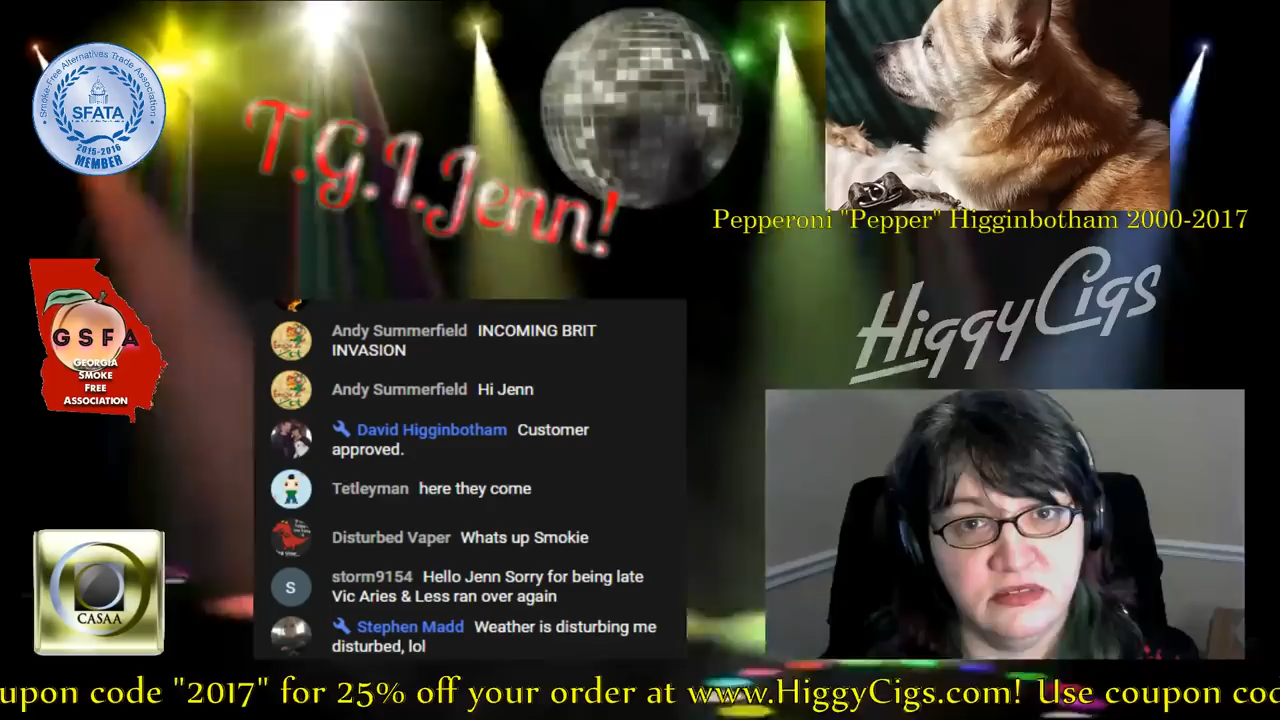 Smoke-Free Alternatives Trade Association
SFATA
2015-2016
MEMBER
T.G.I.Jenn!
Pepperoni "Pepper" Higginbotham 2000-2017
HiggyCigs
GSFA
GEORGIA
SMOKE
FREE
ASSOCIATION
CASAA
Andy Summerfield INCOMING BRIT
INVASION
Andy Summerfield Hi Jenn
David Higginbotham Customer
approved.
Tetleyman here they come
Disturbed Vaper Whats up Smokie
S
storm9154 Hello Jenn Sorry for being late
Vic Aries & Less ran over again
Stephen Madd Weather is disturbing me
disturbed, lol
upon code "2017" for 25% off your order at www.HiggyCigs.com! Use coupon cod